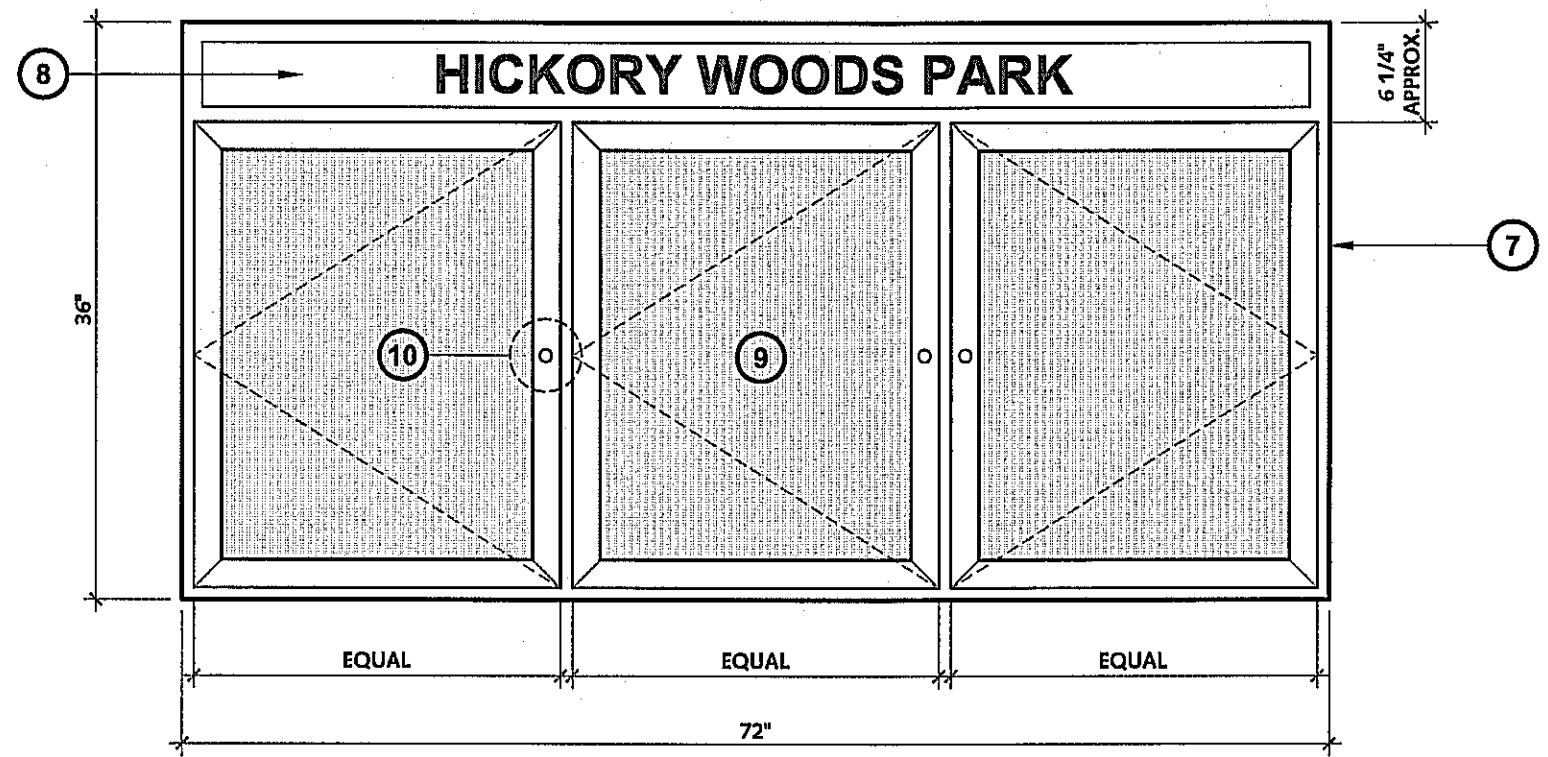 HICKORY WOODS PARK
8
6 1/4"
APPROX.
36"
7
10
9
EQUAL
EQUAL
EQUAL
72"